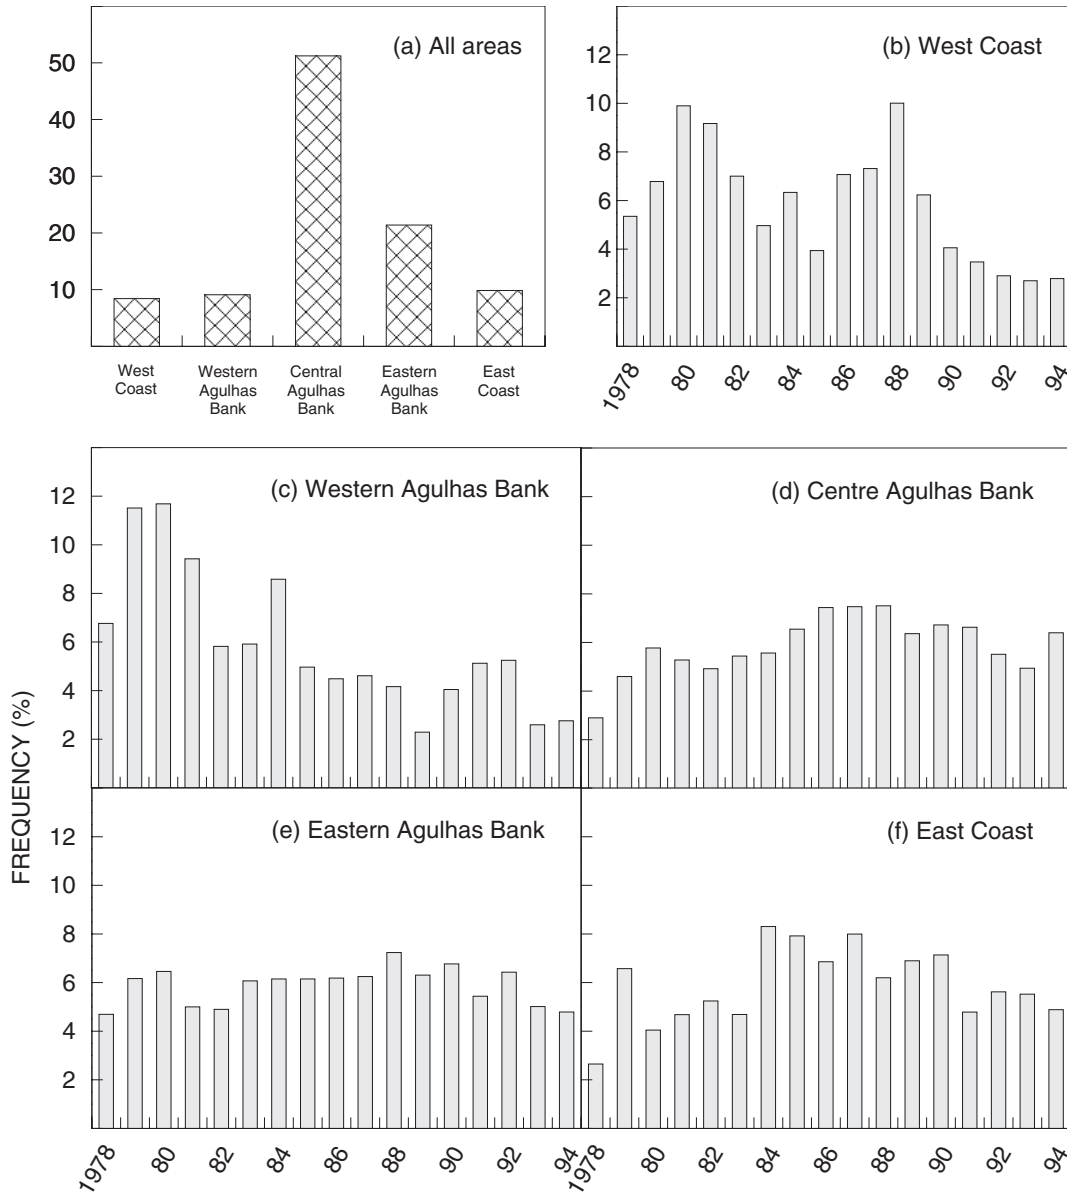 (a) All areas
50
40
30
20
10
West Coast
Western Agulhas Bank
Central Agulhas Bank
Eastern Agulhas Bank
East Coast
(b) West Coast
12
10
8
6
4
2
1978 80 82 84 86 88 90 92 94
FREQUENCY (%)
(c) Western Agulhas Bank
12
10
8
6
4
2
(d) Centre Agulhas Bank
(e) Eastern Agulhas Bank
12
10
8
6
4
2
1978 80 82 84 86 88 90 92 94
(f) East Coast
1978 80 82 84 86 88 90 92 94